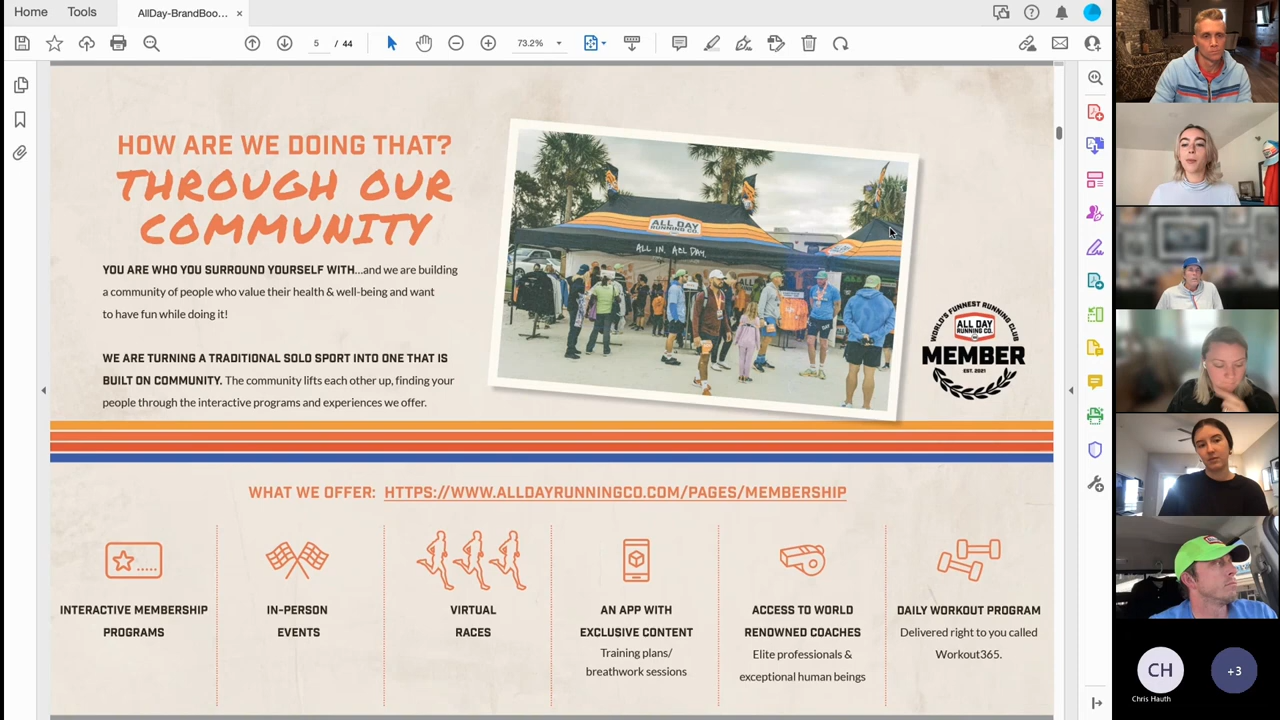 Home
Tools
AllDay-BrandBoo...
×
5 / 44
73.2%
HOW ARE WE DOING THAT?
THROUGH OUR
COMMUNITY
YOU ARE WHO YOU SURROUND YOURSELF WITH...and we are building
a community of people who value their health & well-being and want
to have fun while doing it!
WE ARE TURNING A TRADITIONAL SOLO SPORT INTO ONE THAT IS
BUILT ON COMMUNITY. The community lifts each other up, finding your
people through the interactive programs and experiences we offer.
ALL DAY
RUNNING CO.
ALL IN. ALL DAY.
WORLD'S FUNNEST RUNNING CLUB
ALL DAY
RUNNING CO.
MEMBER
EST. 2021
WHAT WE OFFER: HTTPS://WWW.ALLDAYRUNNINGCO.COM/PAGES/MEMBERSHIP
INTERACTIVE MEMBERSHIP
PROGRAMS
IN-PERSON
EVENTS
VIRTUAL
RACES
AN APP WITH
EXCLUSIVE CONTENT
Training plans/
breathwork sessions
ACCESS TO WORLD
RENOWNED COACHES
Elite professionals &
exceptional human beings
DAILY WORKOUT PROGRAM
Delivered right to you called
Workout365.
CH
Chris Hauth
+3